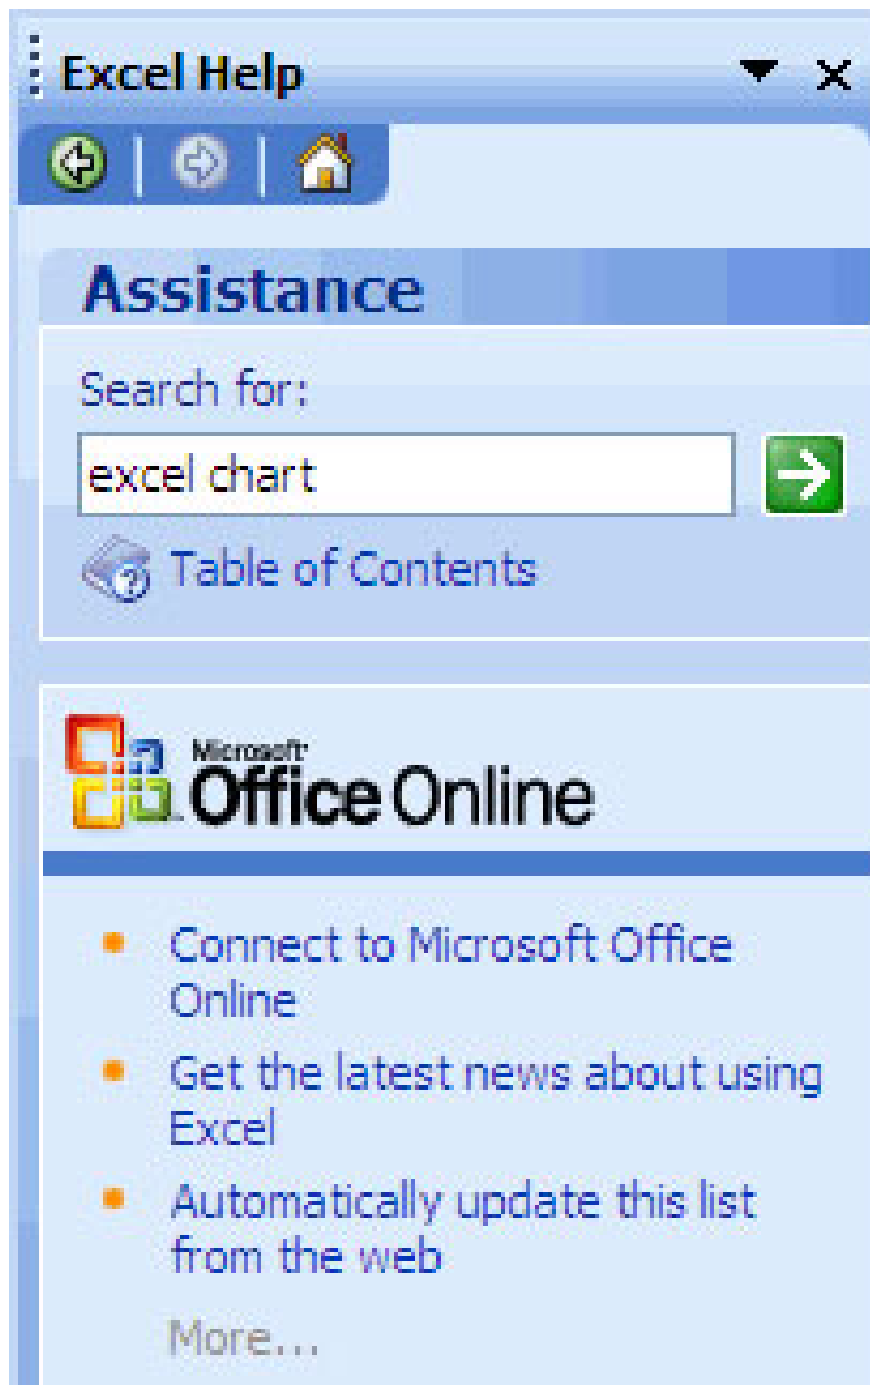 Excel Help
Assistance
Search for:
excel chart
Table of Contents
Microsoft
Office Online
Connect to Microsoft Office
Online
Get the latest news about using
Excel
Automatically update this list
from the web
More...